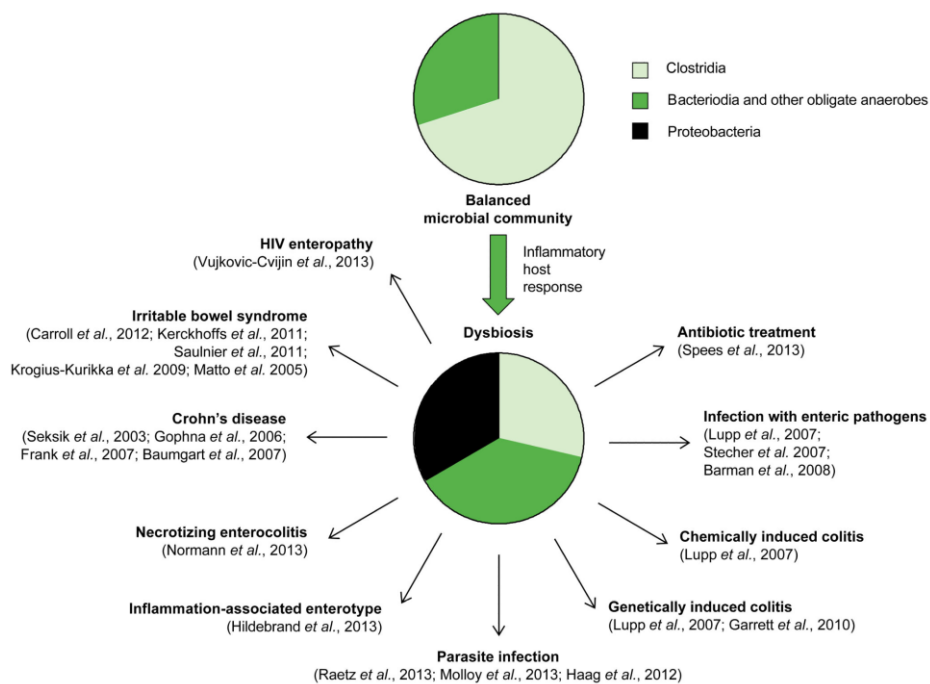 Clostridia
Bacteriodia and other obligate anaerobes
Proteobacteria
Balanced
microbial community
Inflammatory
host
response
Dysbiosis
HIV enteropathy
(Vujkovic-Cvijin et al., 2013)
Irritable bowel syndrome
(Carroll et al., 2012; Kerckhoffs et al., 2011;
Saulnier et al., 2011;
Krogius-Kurikka et al. 2009; Matto et al. 2005)
Crohn’s disease
(Seksik et al., 2003; Gophna et al., 2006;
Frank et al., 2007; Baumgart et al., 2007)
Necrotizing enterocolitis
(Normann et al., 2013)
Inflammation-associated enterotype
(Hildebrand et al., 2013)
Parasite infection
(Raetz et al., 2013; Molloy et al., 2013; Haag et al., 2012)
Antibiotic treatment
(Spees et al., 2013)
Infection with enteric pathogens
(Lupp et al., 2007;
Stecher et al. 2007;
Barman et al., 2008)
Chemically induced colitis
(Lupp et al., 2007)
Genetically induced colitis
(Lupp et al., 2007; Garrett et al., 2010)